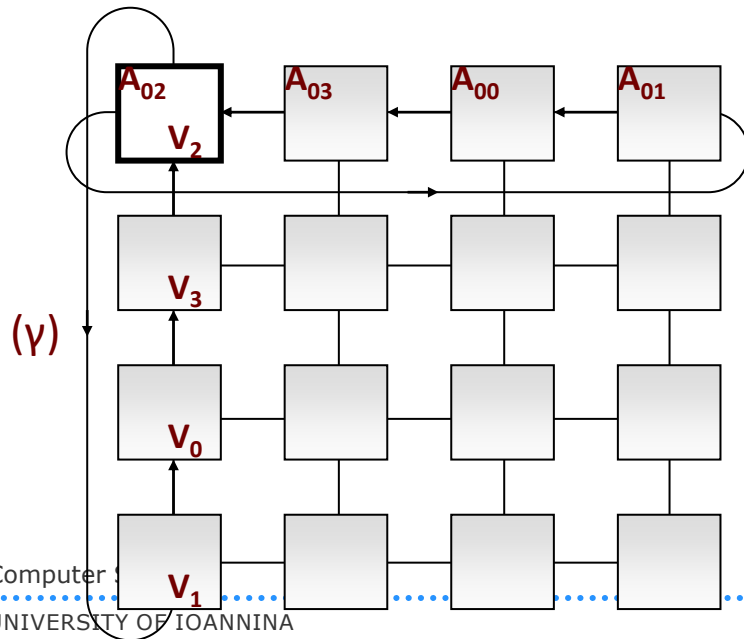 A02 A03 A00 A01
V2
V3
(γ)
V0
V1
Computer
UNIVERSITY OF IOANNINA